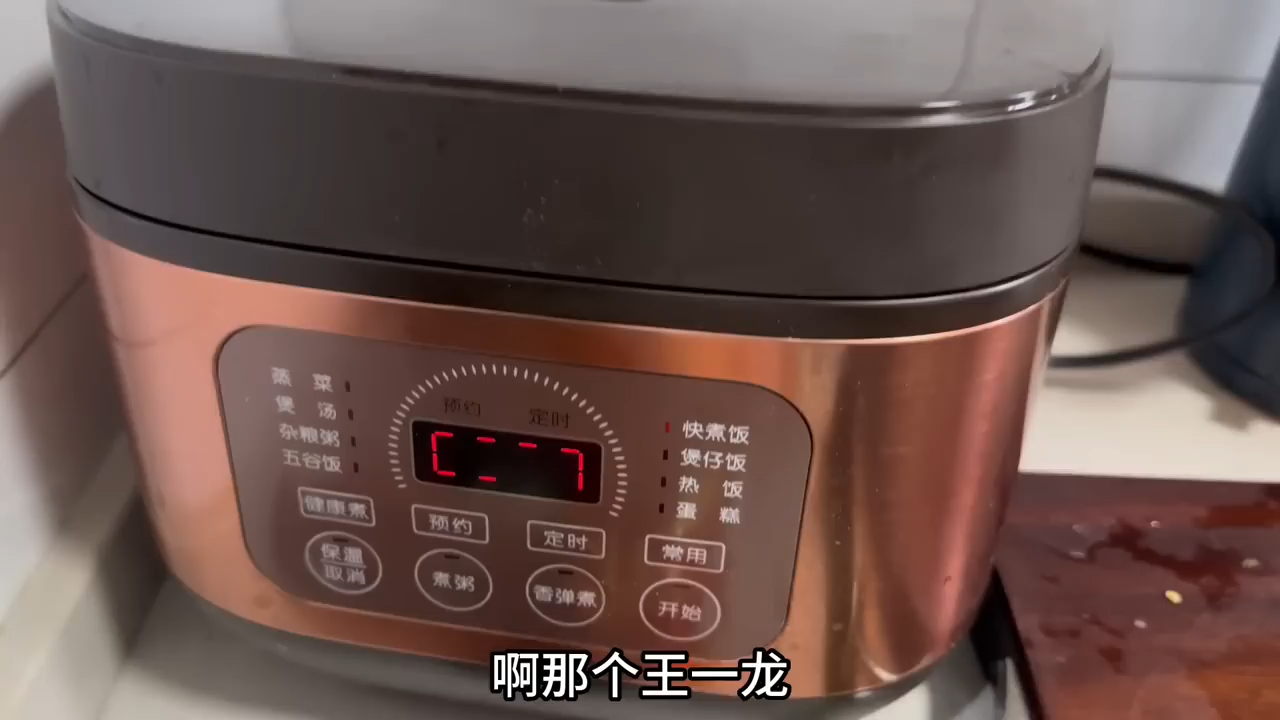 蒸菜
煲汤
杂粮粥
五谷饭
预约 定时
快煮饭
煲仔饭
热饭
蛋糕
健康煮 预约 定时 常用
保温 取消 煮粥 香弹煮 开始
啊那个王一龙